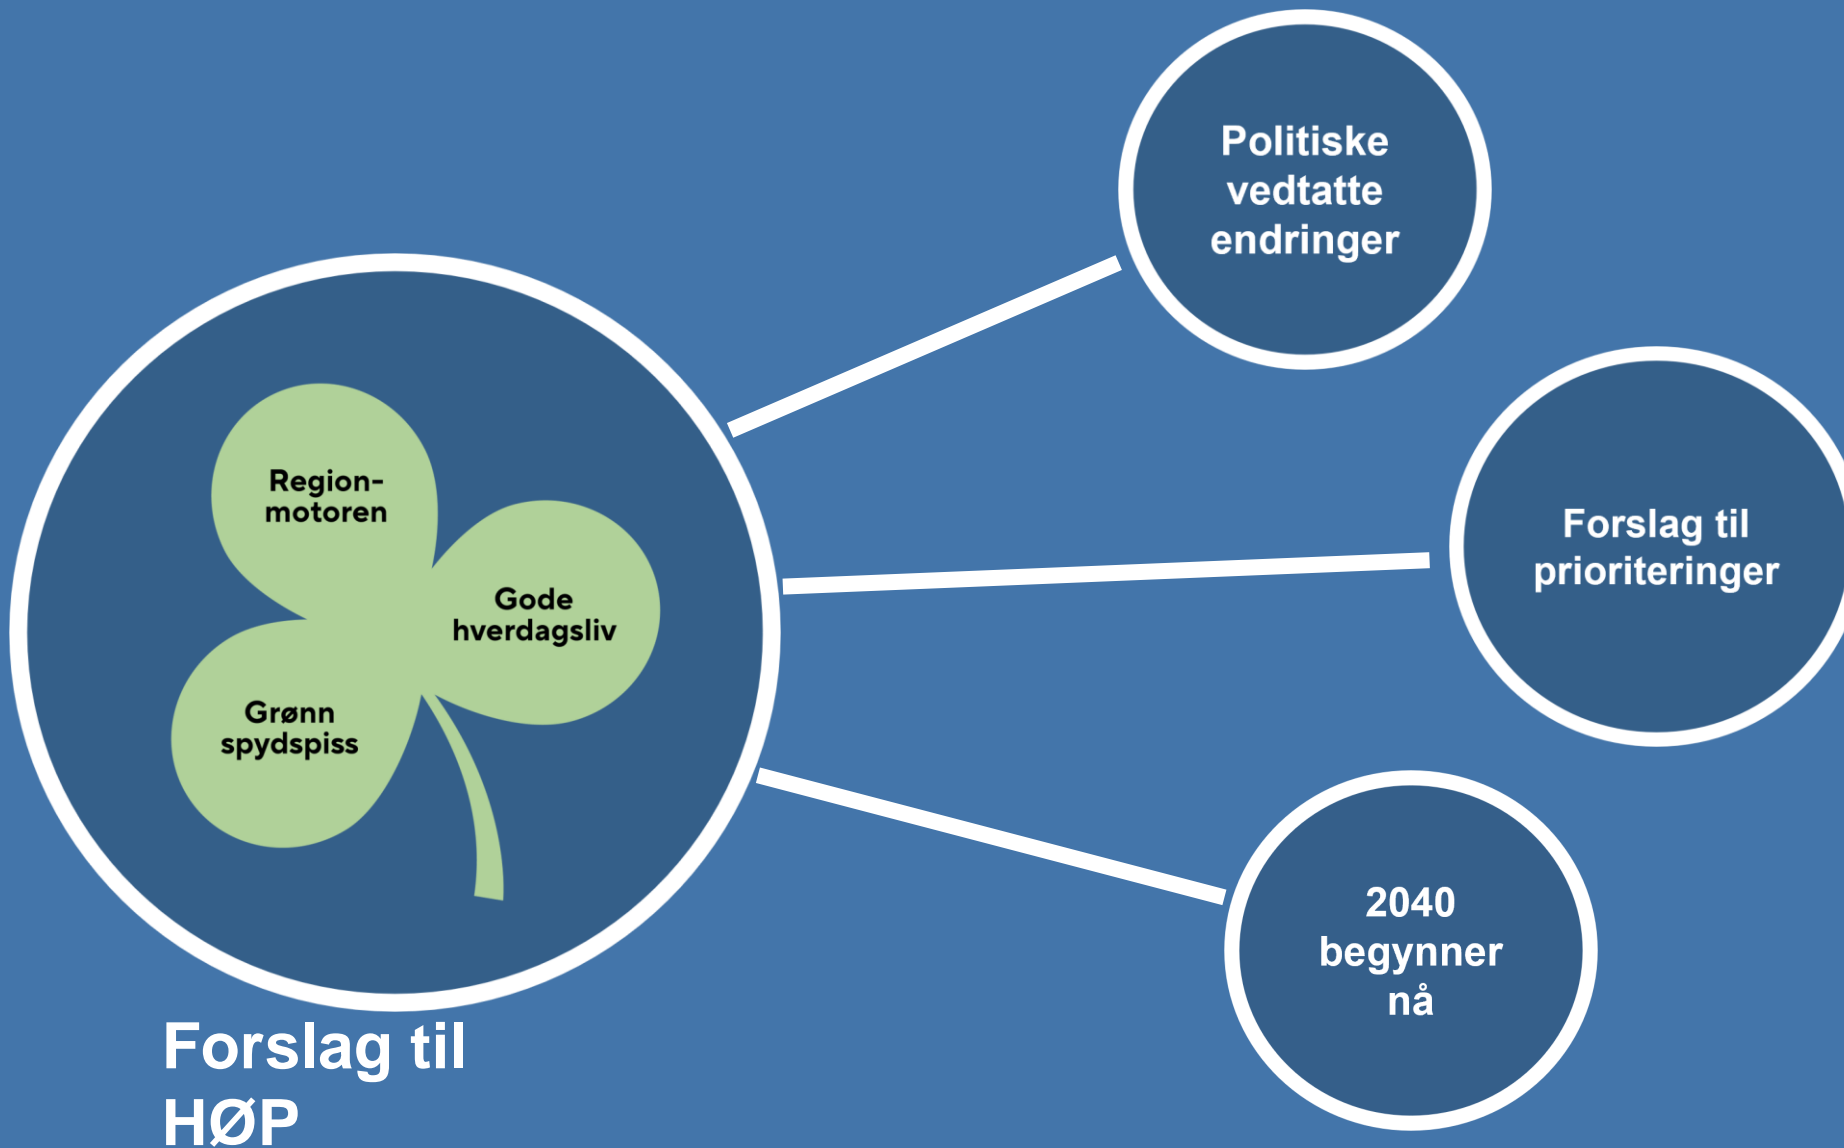 Region-
motoren
Gode
hverdagsliv
Grønn
spydspiss
Forslag til
HØP
Politiske
vedtatte
endringer
Forslag til
prioriteringer
2040
begynner
nå